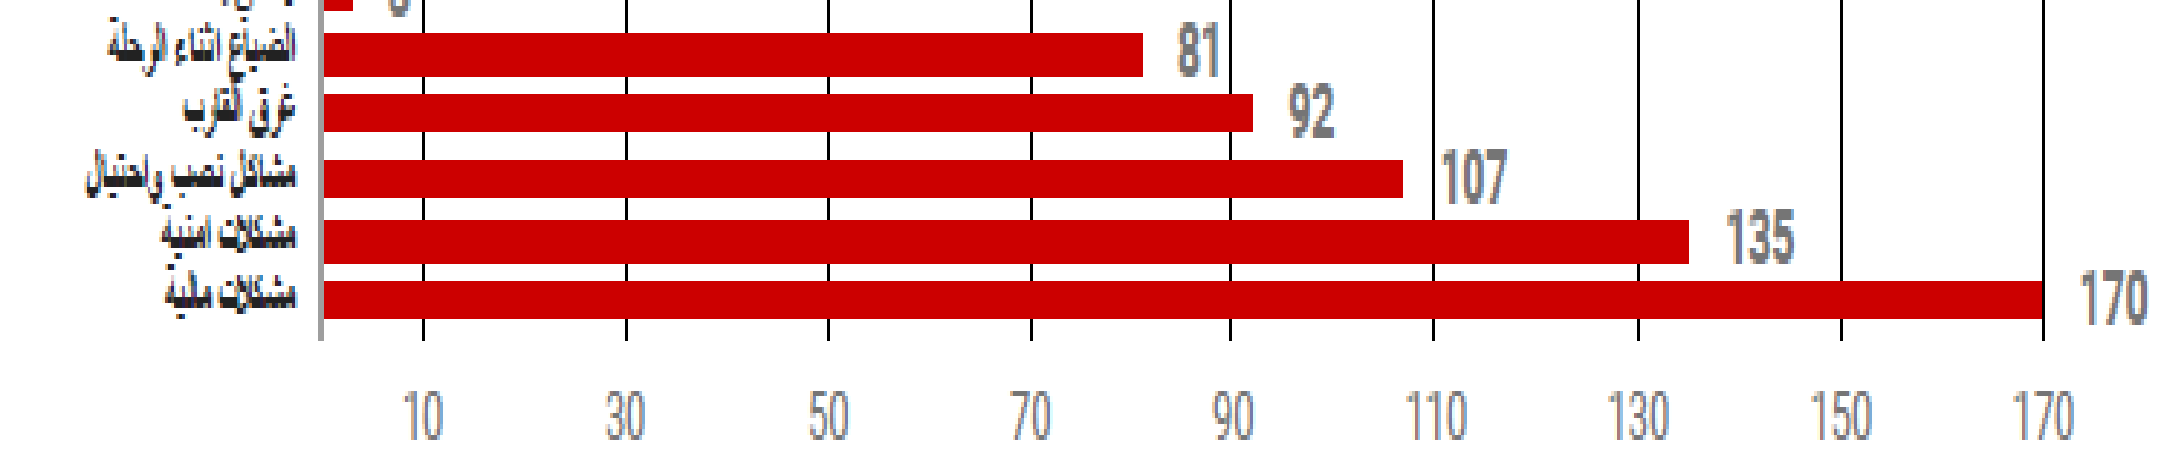 الضياع اثناء الرحلة 81
غرق القارب 92
مشاكل نصب واحتيال 107
مشكلات امنية 135
مشكلات مالية 170
10 30 50 70 90 110 130 150 170